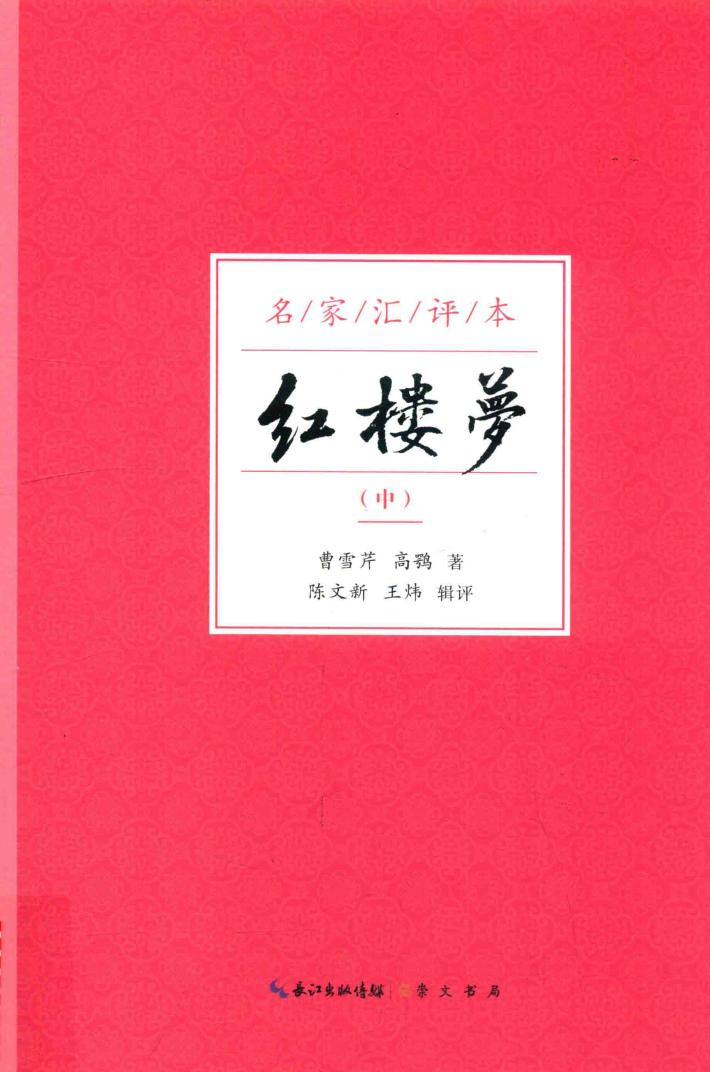 名/家/汇/评/本
红楼夢
（中）
曹雪芹 高鹗 著
陈文新 王炜 辑评
长江出版传媒 崇文书局